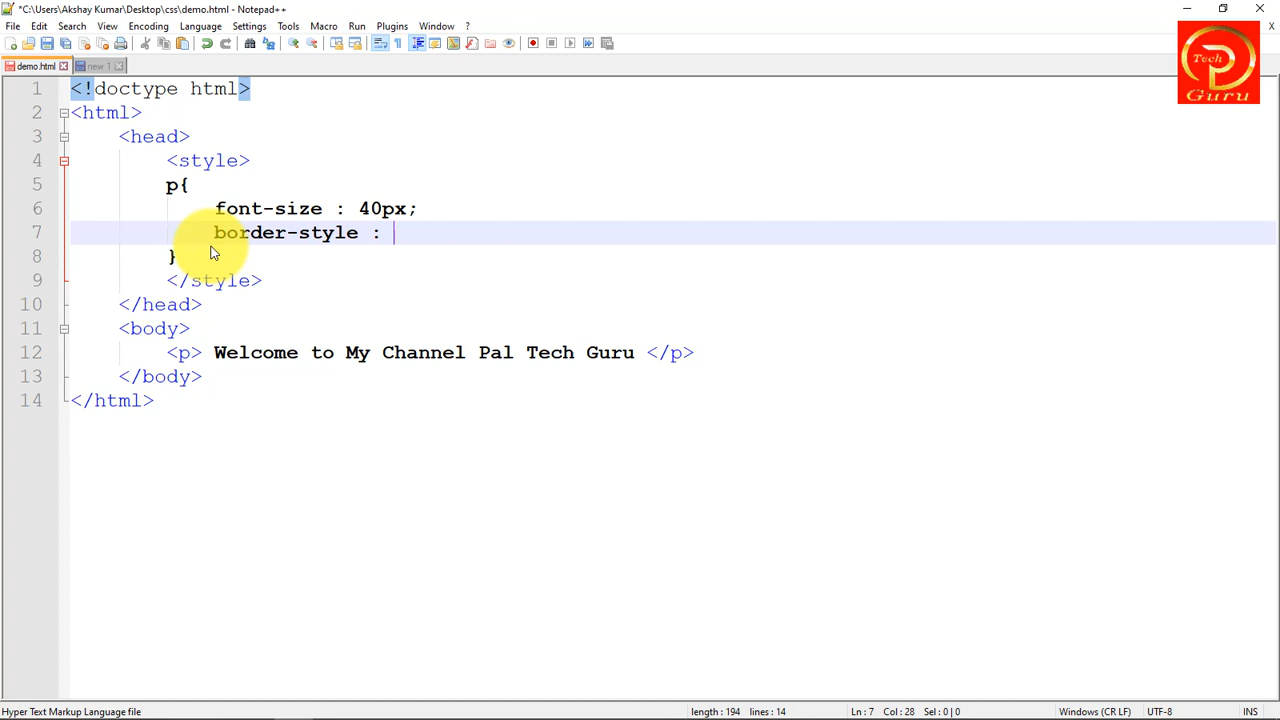 *C:\Users\Akshay Kumar\Desktop\css\demo.html - Notepad++
File Edit Search View Encoding Language Settings Tools Macro Run Plugins Window ?
X
demo.html new 1
Tech
Guru
1 <!doctype html>
2 <html>
3 <head>
4 <style>
5 p{
6 font-size : 40px;
7 border-style :
8 }
9 </style>
10 </head>
11 <body>
12 <p> Welcome to My Channel Pal Tech Guru </p>
13 </body>
14 </html>
Hyper Text Markup Language file length : 194 lines : 14 Ln : 7 Col : 28 Sel : 0 | 0 Windows (CR LF) UTF-8 INS